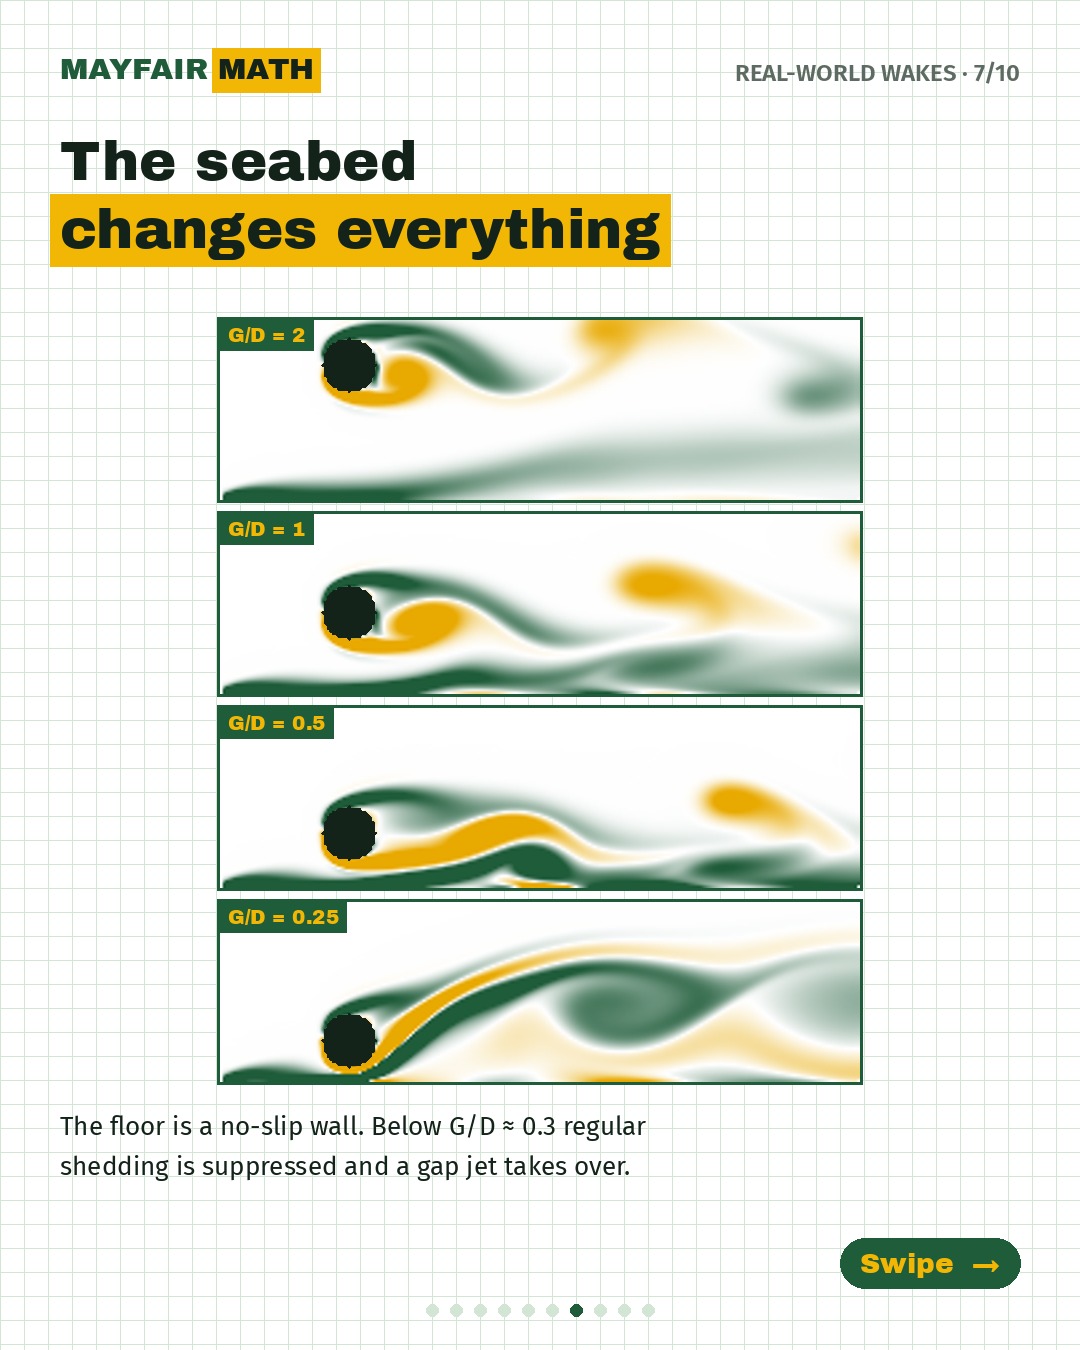 MAYFAIR MATH
REAL-WORLD WAKES · 7/10
The seabed
changes everything
G/D = 2
G/D = 1
G/D = 0.5
G/D = 0.25
The floor is a no-slip wall. Below G/D ≈ 0.3 regular
shedding is suppressed and a gap jet takes over.
Swipe →